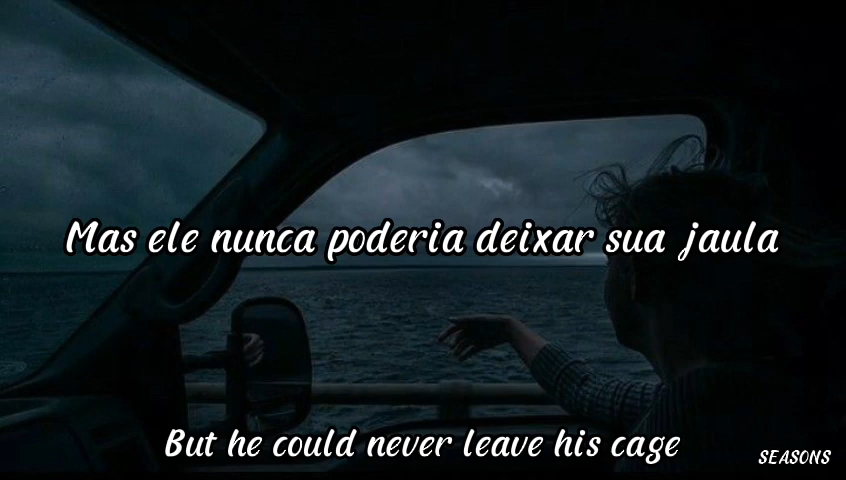 Mas ele nunca poderia deixar sua jaula
But he could never leave his cage
SEASONS